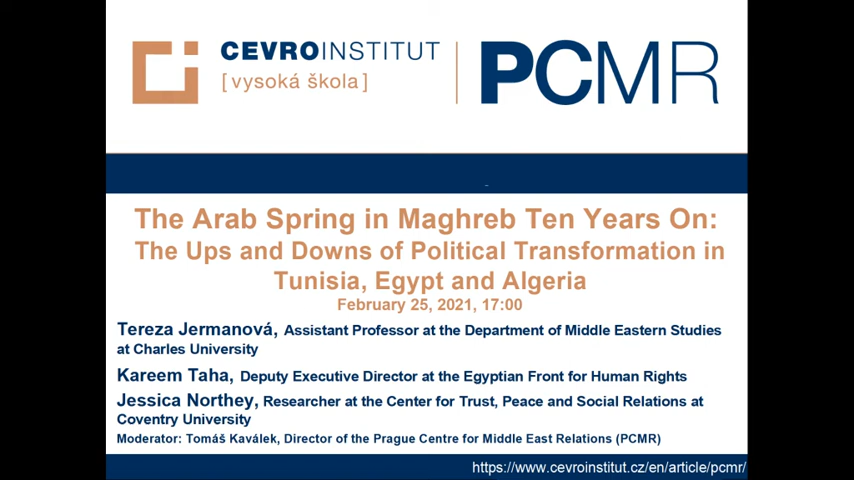 CEVROINSTITUT
[vysoká škola]
PCMR
The Arab Spring in Maghreb Ten Years On:
The Ups and Downs of Political Transformation in
Tunisia, Egypt and Algeria
February 25, 2021, 17:00
Tereza Jermanová, Assistant Professor at the Department of Middle Eastern Studies
at Charles University
Kareem Taha, Deputy Executive Director at the Egyptian Front for Human Rights
Jessica Northey, Researcher at the Center for Trust, Peace and Social Relations at
Coventry University
Moderator: Tomáš Kaválek, Director of the Prague Centre for Middle East Relations (PCMR)
https://www.cevroinstitut.cz/en/article/pcmr/